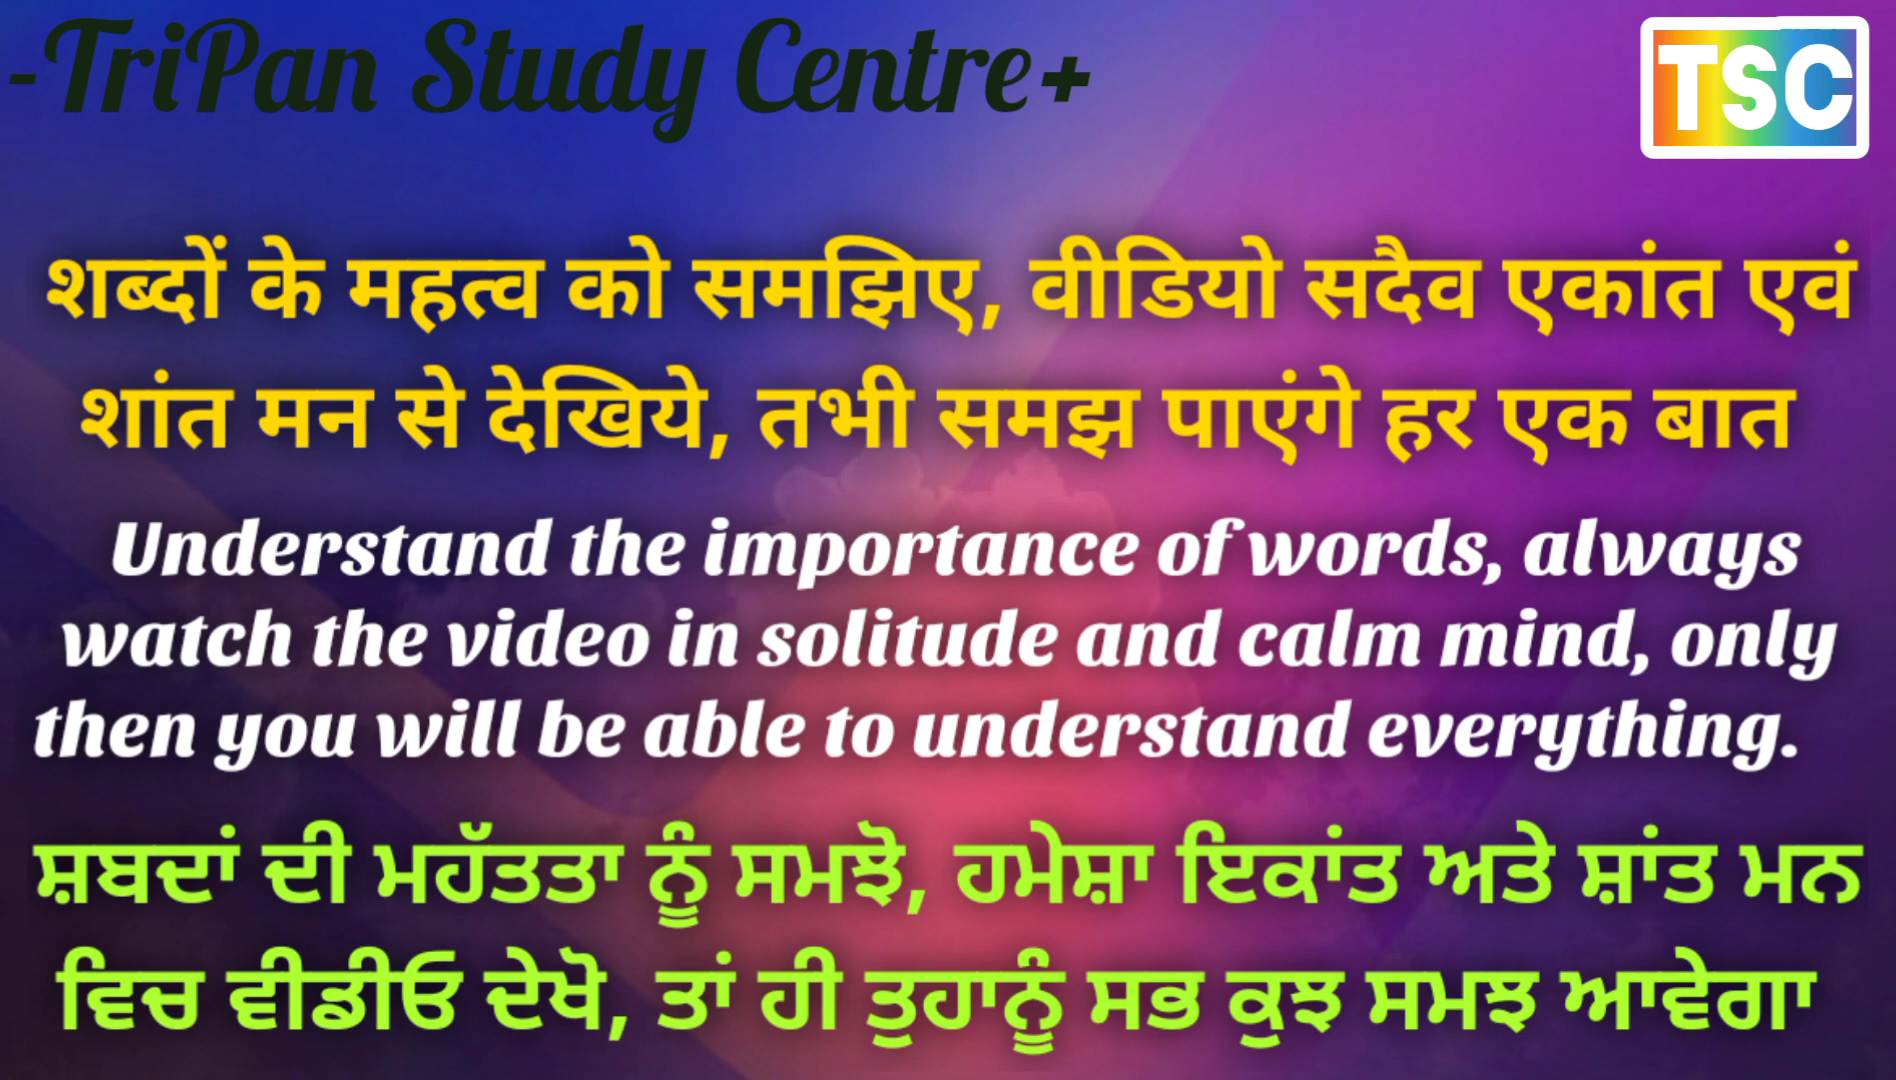 -TriPan Study Centre+
TSC
शब्दों के महत्व को समझिए, वीडियो सदैव एकांत एवं
शांत मन से देखिये, तभी समझ पाएंगे हर एक बात
Understand the importance of words, always
watch the video in solitude and calm mind, only
then you will be able to understand everything.
ਸ਼ਬਦਾਂ ਦੀ ਮਹੱਤਤਾ ਨੂੰ ਸਮਝੋ, ਹਮੇਸ਼ਾ ਇਕਾਂਤ ਅਤੇ ਸ਼ਾਂਤ ਮਨ
ਵਿਚ ਵੀਡੀਓ ਦੇਖੋ, ਤਾਂ ਹੀ ਤੁਹਾਨੂੰ ਸਭ ਕੁਝ ਸਮਝ ਆਵੇਗਾ